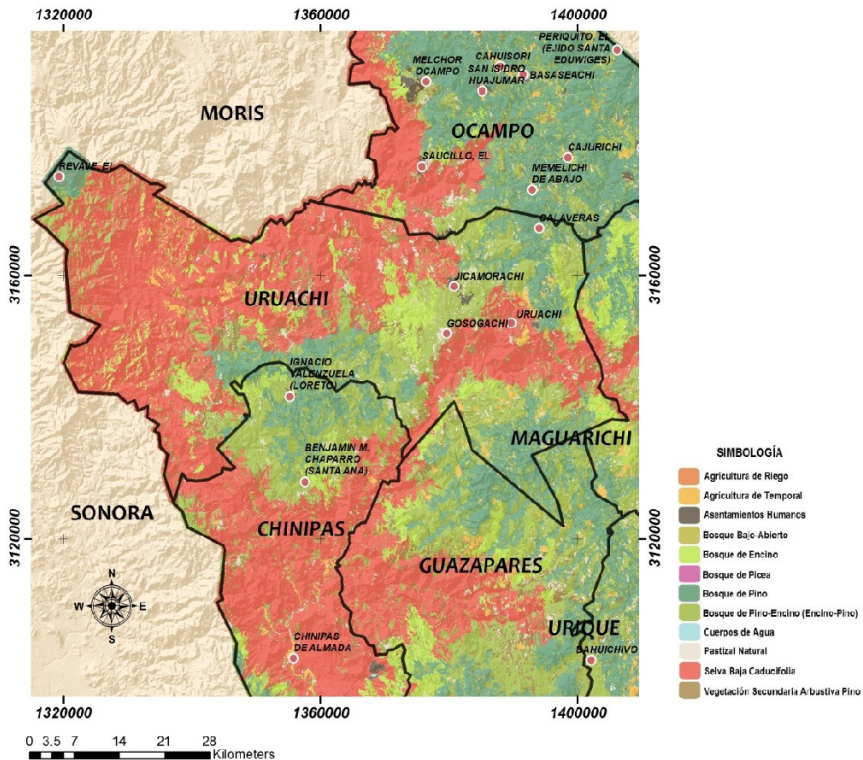 1320000
1360000
1400000
PERIQUITO, EL
(EJIDO SANTA
EDUWIGES)
CAHUISORI
MELCHOR
OCAMPO
SAN ISIDRO
HUAJUMAR
BASASEACHI
MORIS
OCAMPO
CAJURICHI
SAUCILLO, EL
REVAVE, EL
MEMELICHI
DE ABAJO
CALAVERAS
3160000
3160000
JICAMORACHI
URUACHI
URUACHI
GOSOGACHI
IGNACIO
VALENZUELA
(LORETO)
MAGUARICHI
BENJAMIN M.
CHAPARRO
(SANTA ANA)
SONORA
CHINIPAS
3120000
3120000
GUAZAPARES
N
W
E
S
URIQUE
CHINIPAS
DE ALMADA
BAHUICHIVO
1320000
1360000
1400000
0 3.5 7 14 21 28
Kilometers
SIMBOLOGÍA
Agricultura de Riego
Agricultura de Temporal
Asentamientos Humanos
Bosque Bajo-Abierto
Bosque de Encino
Bosque de Picea
Bosque de Pino
Bosque de Pino-Encino (Encino-Pino)
Cuerpos de Agua
Pastizal Natural
Selva Baja Caducifolia
Vegetación Secundaria Arbustiva Pino